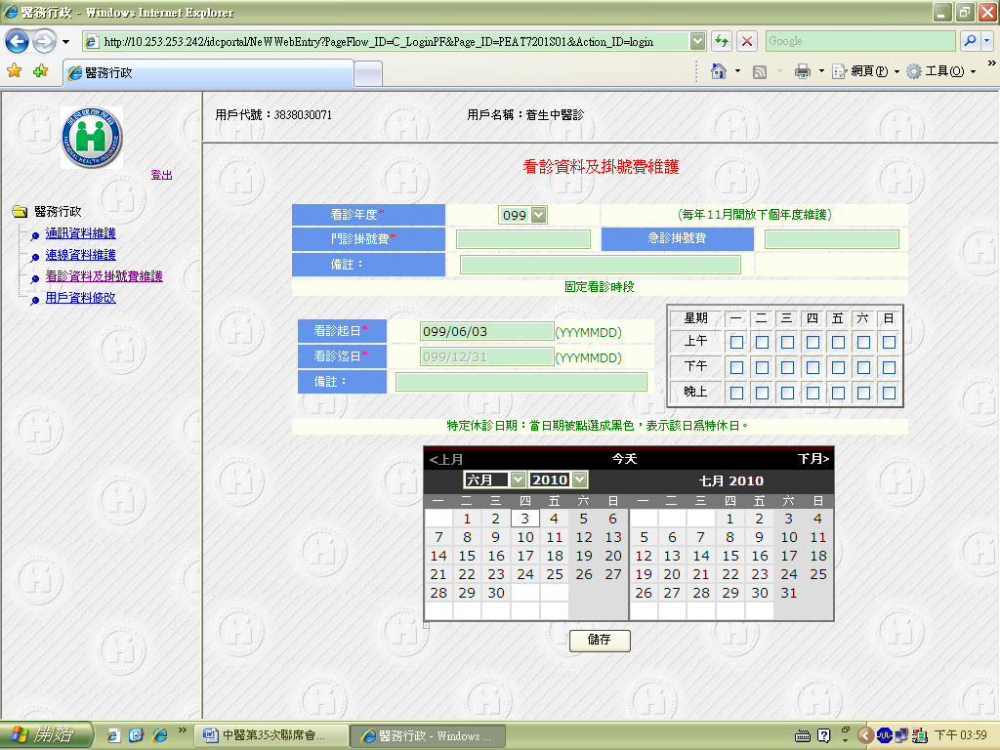 醫務行政 - Windows Internet Explorer
http://10.253.253.242/idcportal/NeWWebEntry?PageFlow_ID=C_LoginPF&Page_ID=PEAT7201S01&Action_ID=login
Google
醫務行政
網頁(P)
工具(O)
用戶代號：3838030071
用戶名稱：蒼生中醫診
NATIONAL HEALTH INSURANCE
登出
醫務行政
通訊資料維護
連線資料維護
看診資料及掛號費維護
用戶資料修改
看診資料及掛號費維護
看診年度* 099 (每年11月開放下個年度維護)
門診掛號費* 急診掛號費
備註：
固定看診時段
看診起日* 099/06/03 (YYYMMDD)
看診迄日* 099/12/31 (YYYMMDD)
備註：
星期 一 二 三 四 五 六 日
上午
下午
晚上
特定休診日期：當日期被點選成黑色，表示該日爲特休日。
<上月 今天 下月>
六月 2010 七月 2010
一 二 三 四 五 六 日 一 二 三 四 五 六 日
1 2 3 4 5 6 1 2 3 4
7 8 9 10 11 12 13 5 6 7 8 9 10 11
14 15 16 17 18 19 20 12 13 14 15 16 17 18
21 22 23 24 25 26 27 19 20 21 22 23 24 25
28 29 30 26 27 28 29 30 31
儲存
開始
中醫第35次聯席會...
醫務行政 - Windows ...
下午 03:59